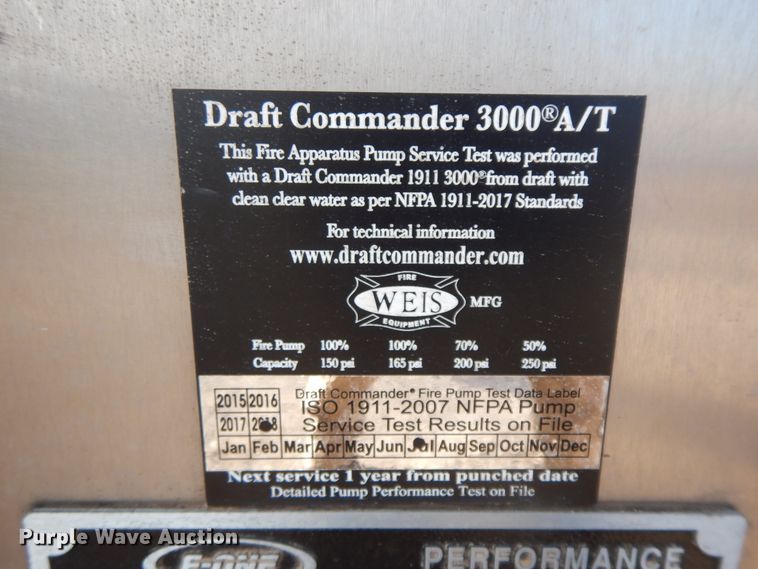 Draft Commander 3000®A/T
This Fire Apparatus Pump Service Test was performed
with a Draft Commander 1911 3000® from draft with
clean clear water as per NFPA 1911-2017 Standards
For technical information
www.draftcommander.com
FIRE
WEIS MFG
EQUIPMENT
Fire Pump 100% 100% 70% 50%
Capacity 150 psi 165 psi 200 psi 250 psi
2015 2016 Draft Commander® Fire Pump Test Data Label
ISO 1911-2007 NFPA Pump
2017 2018 Service Test Results on File
Jan Feb Mar Apr May Jun Jul Aug Sep Oct Nov Dec
Next service 1 year from punched date
Detailed Pump Performance Test on File
Purple Wave Auction
E-ONE PERFORMANCE